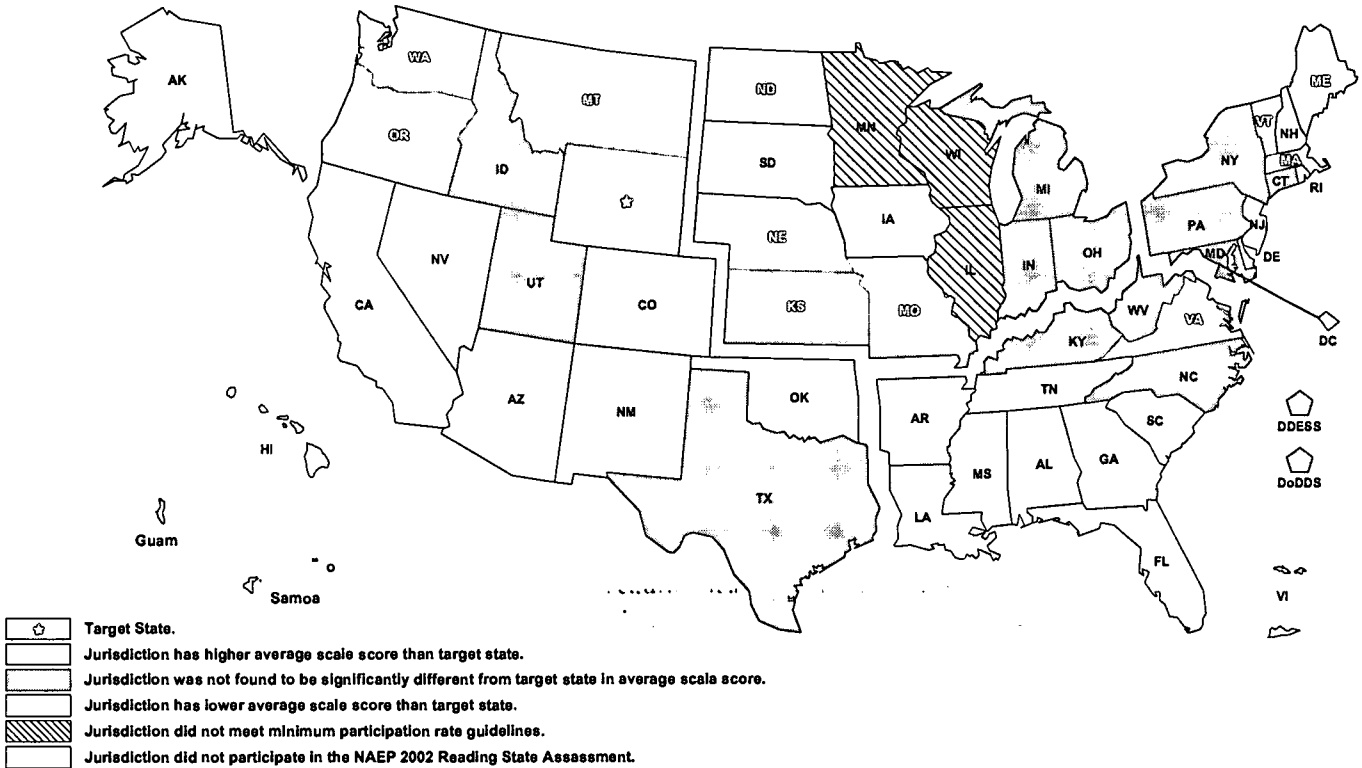 AK
WA
MT
ND
MN
ME
VT
NH
OR
ID
SD
WI
NY
MA
MI
CT
RI
IA
PA
NJ
NE
NV
IN
OH
MD
DE
UT
IL
CA
CO
KS
MO
WV
VA
KY
DC
AZ
NM
OK
TN
NC
AR
SC
DDESS
HI
MS
AL
GA
DoDDS
TX
LA
Guam
FL
Samoa
VI
Target State.
Jurisdiction has higher average scale score than target state.
Jurisdiction was not found to be significantly different from target state in average scala score.
Jurisdiction has lower average scale score than target state.
Jurisdiction did not meet minimum participation rate guidelines.
Jurisdiction did not participate in the NAEP 2002 Reading State Assassment.